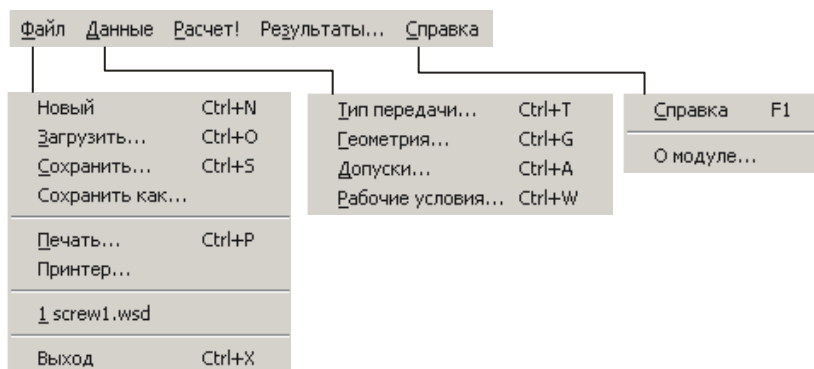 Файл Данные Расчет! Результаты... Справка
Новый Ctrl+N
Загрузить... Ctrl+O
Сохранить... Ctrl+S
Сохранить как...
Печать... Ctrl+P
Принтер...
1 screw1.wsd
Выход Ctrl+X
Тип передачи... Ctrl+T
Геометрия... Ctrl+G
Допуски... Ctrl+A
Рабочие условия... Ctrl+W
Справка F1
О модуле...